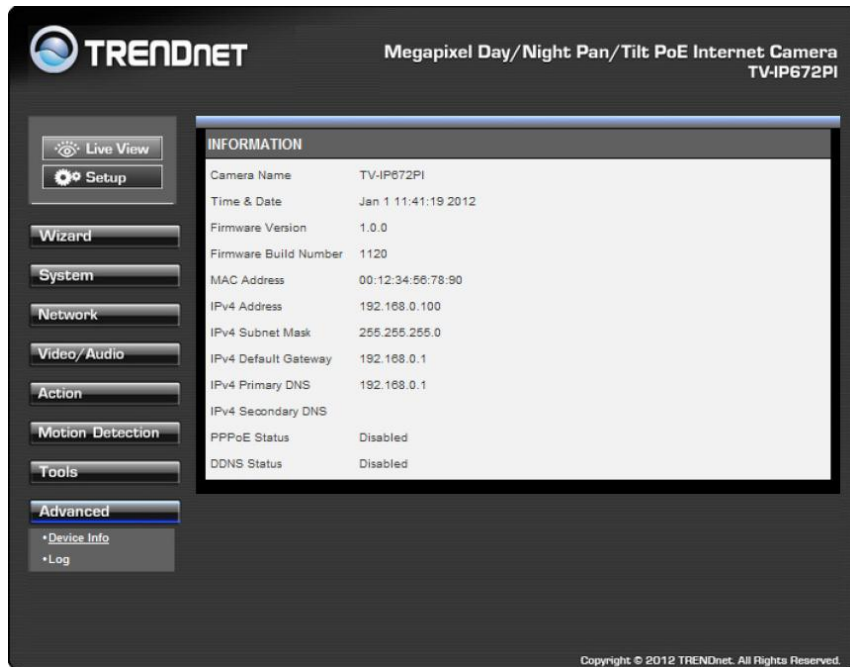 TRENDNET
Megapixel Day/Night Pan/Tilt PoE Internet Camera
TV-IP672PI
Live View
Setup
Wizard
System
Network
Video/Audio
Action
Motion Detection
Tools
Advanced
•Device Info
•Log
INFORMATION
Camera Name TV-IP672PI
Time & Date Jan 1 11:41:19 2012
Firmware Version 1.0.0
Firmware Build Number 1120
MAC Address 00:12:34:56:78:90
IPv4 Address 192.168.0.100
IPv4 Subnet Mask 255.255.255.0
IPv4 Default Gateway 192.168.0.1
IPv4 Primary DNS 192.168.0.1
IPv4 Secondary DNS
PPPoE Status Disabled
DDNS Status Disabled
Copyright © 2012 TRENDnet. All Rights Reserved.